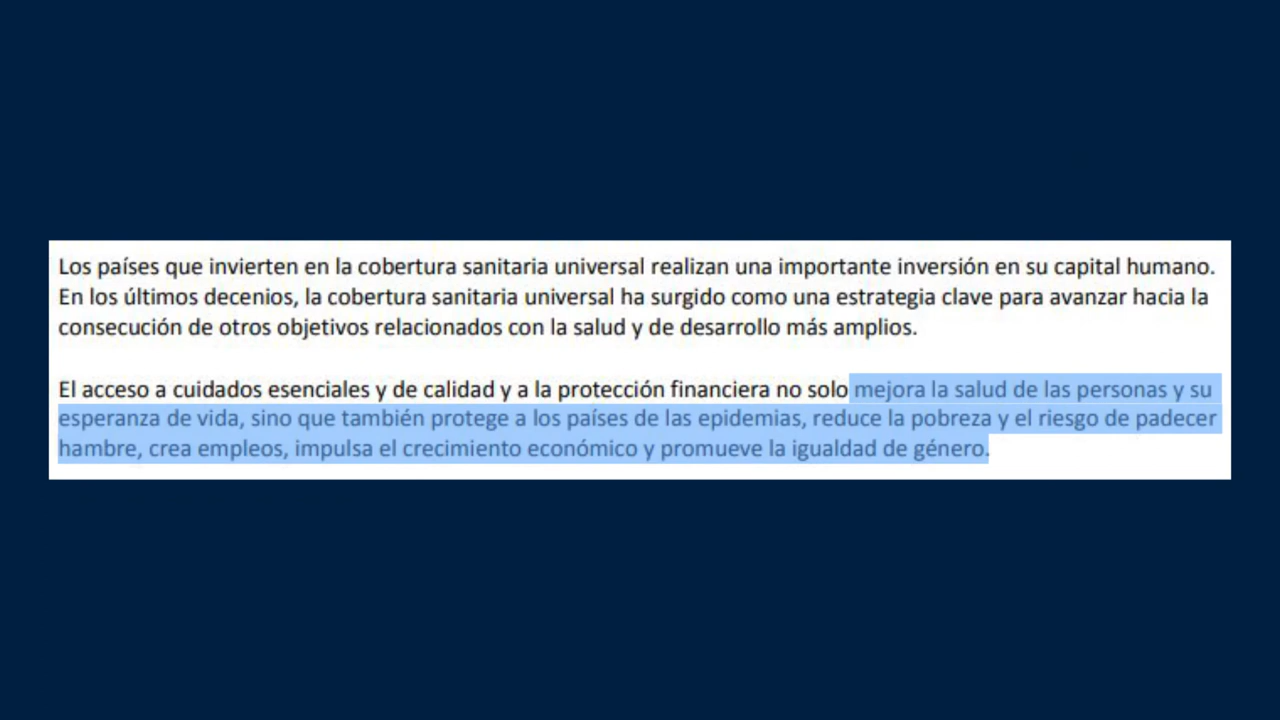 Los países que invierten en la cobertura sanitaria universal realizan una importante inversión en su capital humano.
En los últimos decenios, la cobertura sanitaria universal ha surgido como una estrategia clave para avanzar hacia la
consecución de otros objetivos relacionados con la salud y de desarrollo más amplios.
El acceso a cuidados esenciales y de calidad y a la protección financiera no solo mejora la salud de las personas y su
esperanza de vida, sino que también protege a los países de las epidemias, reduce la pobreza y el riesgo de padecer
hambre, crea empleos, impulsa el crecimiento económico y promueve la igualdad de género.